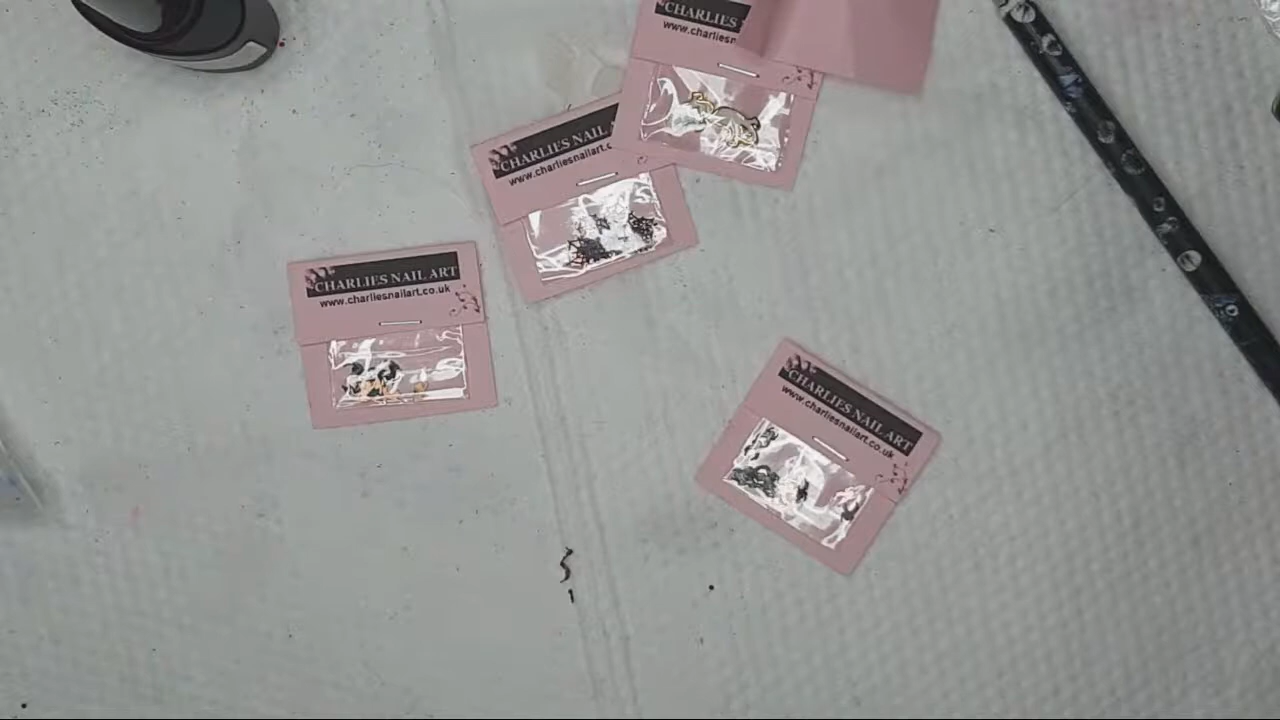 CHARLIES
www.charliesn
CHARLIES NAIL A
www.charliesnailart.c
CHARLIES NAIL ART
www.charliesnailart.co.uk
CHARLIES NAIL ART
www.charliesnailart.co.uk